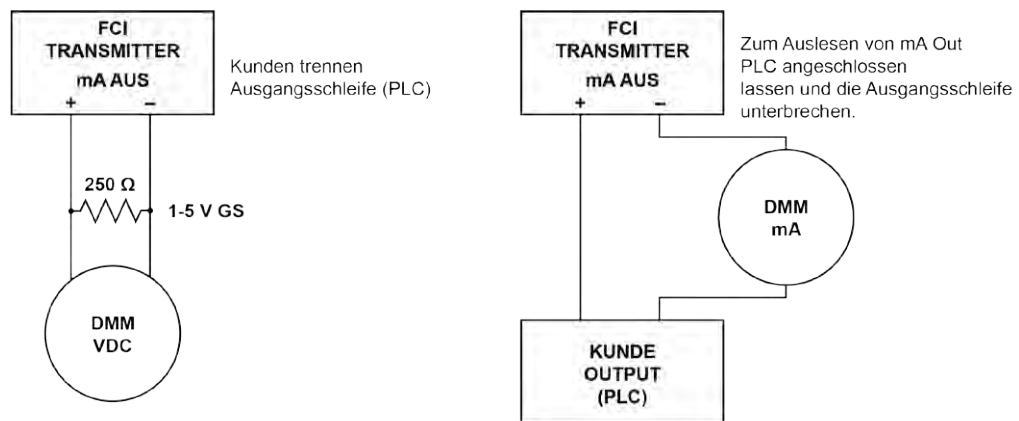 FCI
TRANSMITTER
mA AUS
+ −
Kunden trennen
Ausgangsschleife (PLC)
250 Ω
1-5 V GS
DMM
VDC
FCI
TRANSMITTER
mA AUS
+ −
Zum Auslesen von mA Out
PLC angeschlossen
lassen und die Ausgangsschleife
unterbrechen.
DMM
mA
KUNDE
OUTPUT
(PLC)